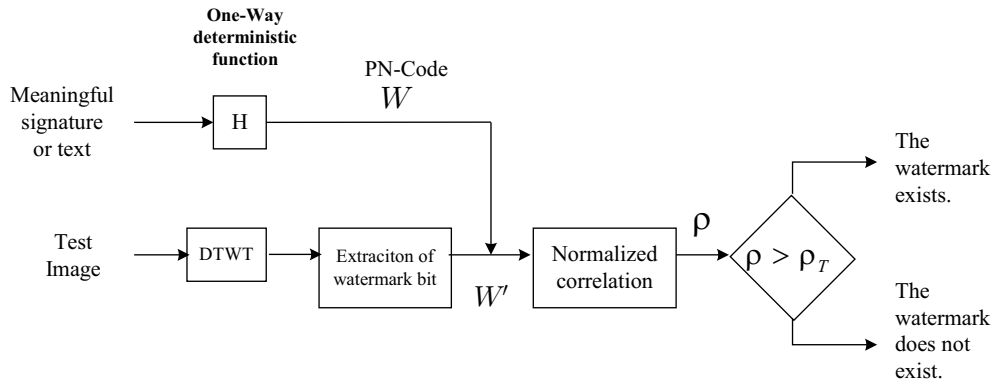 One-Way
deterministic
function
PN-Code
W
Meaningful
signature
or text
H
The
watermark
exists.
Test
Image
DTWT
Extraciton of
watermark bit
W'
Normalized
correlation
ρ
ρ > ρT
The
watermark
does not
exist.